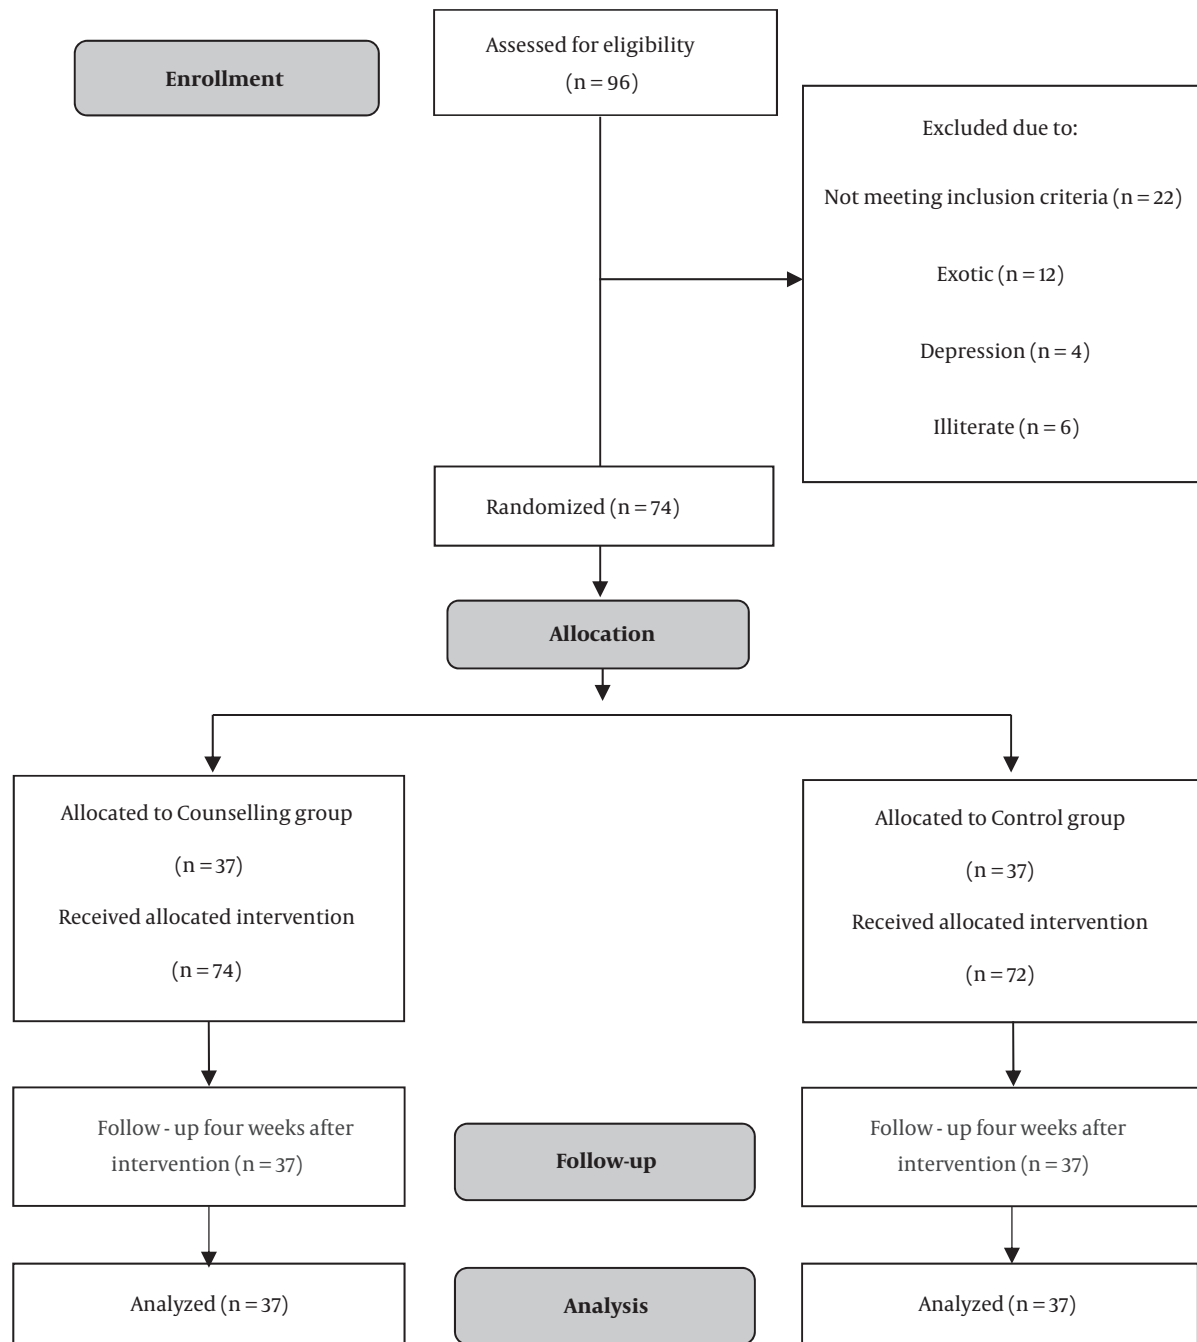 Assessed for eligibility
(n = 96)
Enrollment
Excluded due to:
Not meeting inclusion criteria (n = 22)
Exotic (n = 12)
Depression (n = 4)
Illiterate (n = 6)
Randomized (n = 74)
Allocation
Allocated to Counselling group
(n = 37)
Received allocated intervention
(n = 74)
Allocated to Control group
(n = 37)
Received allocated intervention
(n = 72)
Follow - up four weeks after
intervention (n = 37)
Follow-up
Follow - up four weeks after
intervention (n = 37)
Analyzed (n = 37)
Analysis
Analyzed (n = 37)